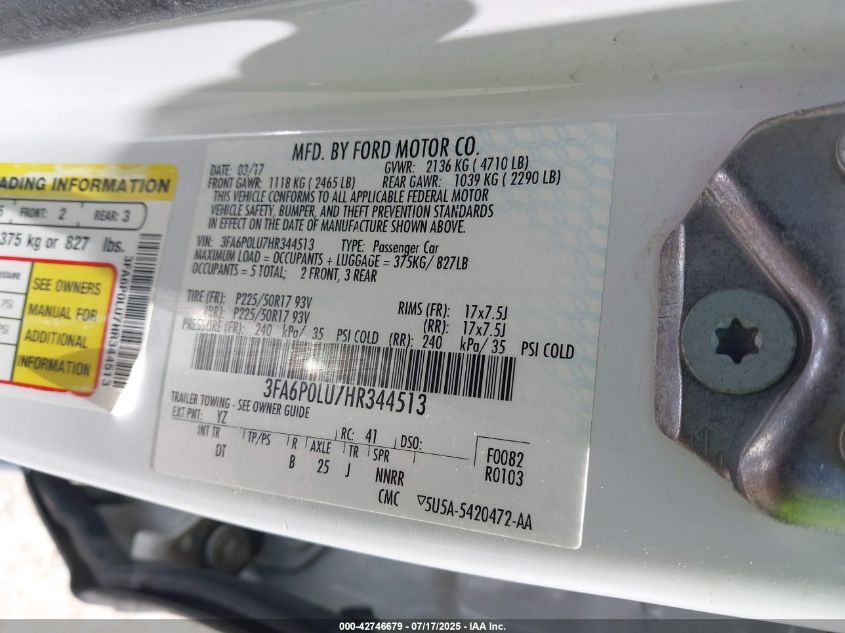 MFD. BY FORD MOTOR CO.
DATE: 03/17 GVWR: 2136 KG ( 4710 LB)
FRONT GAWR: 1118 KG ( 2465 LB) REAR GAWR: 1039 KG ( 2290 LB)
THIS VEHICLE CONFORMS TO ALL APPLICABLE FEDERAL MOTOR
VEHICLE SAFETY, BUMPER, AND THEFT PREVENTION STANDARDS
IN EFFECT ON THE DATE OF MANUFACTURE SHOWN ABOVE.
VIN: 3FA6P0LU7HR344513 TYPE: Passenger Car
MAXIMUM LOAD = OCCUPANTS + LUGGAGE = 375KG/ 827LB
OCCUPANTS = 5 TOTAL; 2 FRONT, 3 REAR
TIRE (FR): P225/50R17 93V RIMS (FR): 17x7.5J
(RR): P225/50R17 93V (RR): 17x7.5J
PRESSURE (FR): 240 kPa/ 35 PSI COLD (RR): 240 kPa/ 35 PSI COLD
3FA6P0LU7HR344513
TRAILER TOWING - SEE OWNER GUIDE
EXT PNT: YZ RC: 41 DSO:
INT TR TP/PS R AXLE TR SPR F0082
DT B 25 J NNRR R0103
CMC ▽5U5A-5420472-AA
ADING INFORMATION
5 FRONT: 2 REAR: 3
375 kg or 827 lbs.
SEE OWNERS
PSI MANUAL FOR
ADDITIONAL
PSI INFORMATION
3FA6P0LU7HR344513
000-42746679 - 07/17/2025 - IAA Inc.